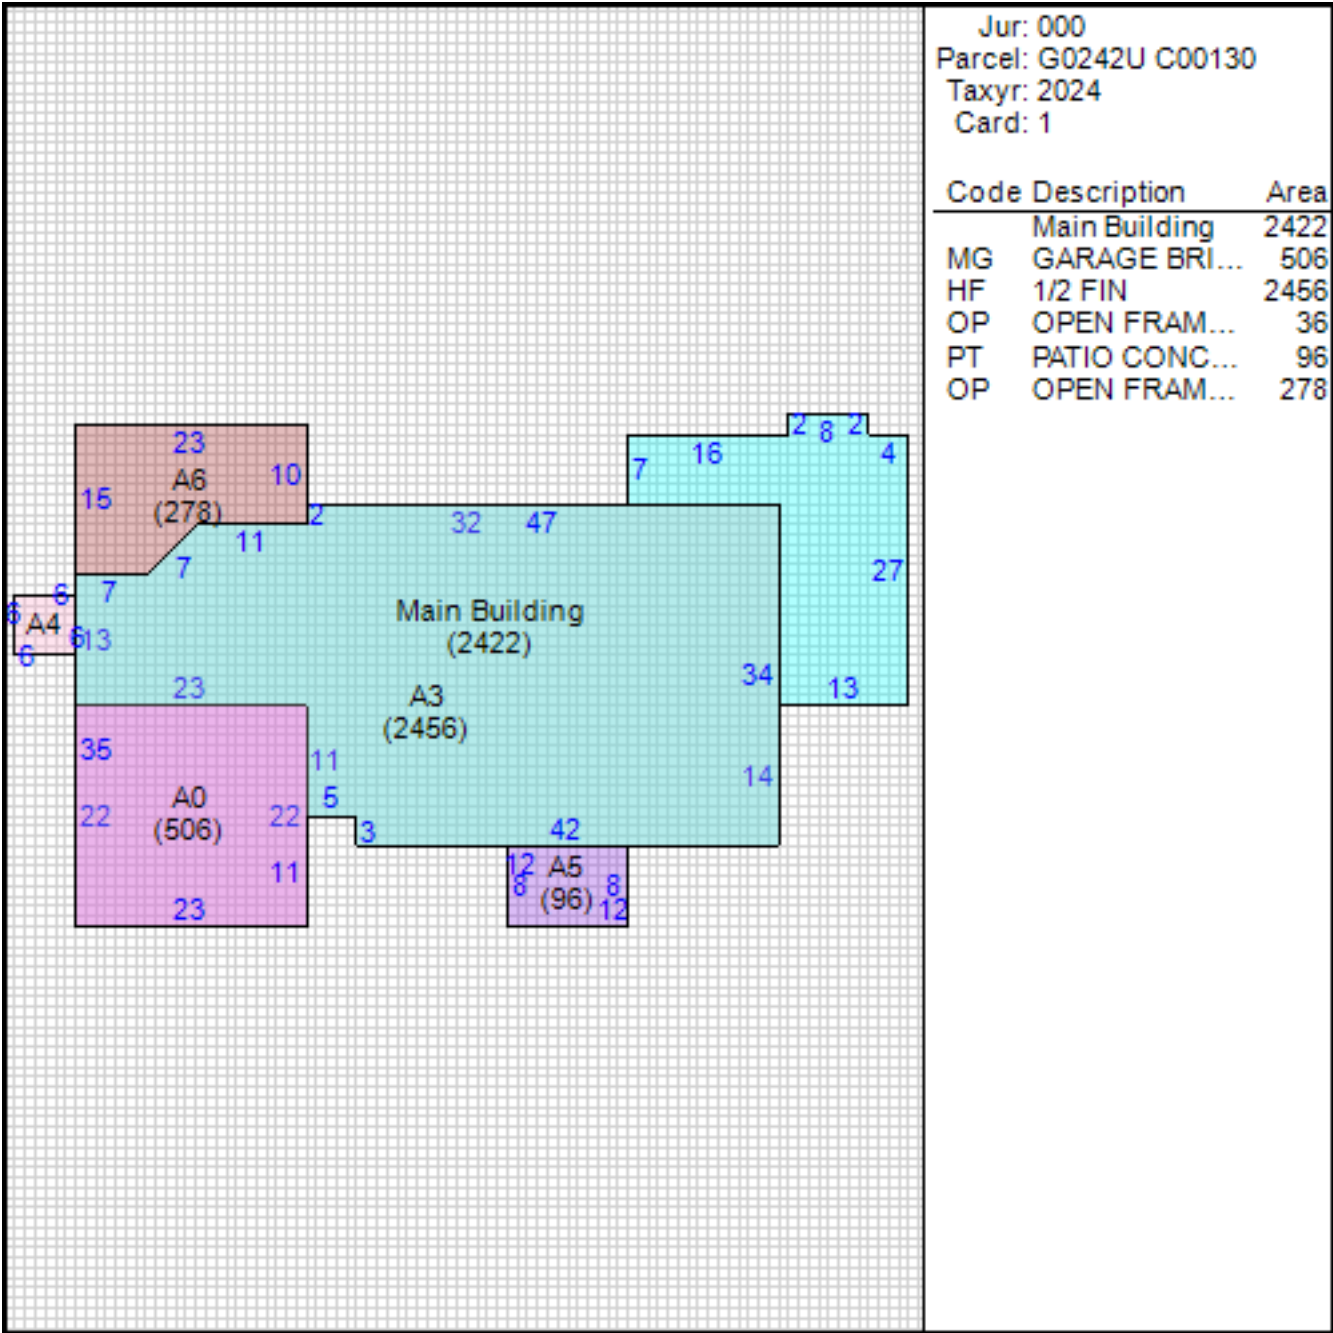 Jur: 000
Parcel: G0242U C00130
Taxyr: 2024
Card: 1
Code Description Area
Main Building 2422
MG GARAGE BRI... 506
HF 1/2 FIN 2456
OP OPEN FRAM... 36
PT PATIO CONC... 96
OP OPEN FRAM... 278
2 8 2
23 16 4
A6 10 7
15 (278)
2 32 47
11
7 27
6 7
6 A4 6 13
6
Main Building
(2422)
34
23 A3 13
(2456)
35 11 14
A0 5
22 (506) 22
3 42
11 12 A5
8 (96) 8
23 12